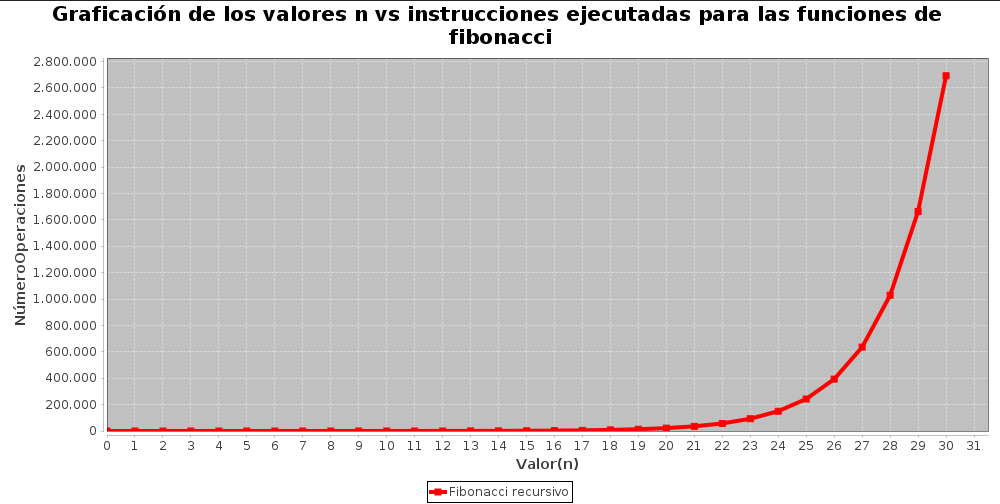 Graficación de los valores n vs instrucciones ejecutadas para las funciones de
fibonacci
2.800.000
2.600.000
2.400.000
2.200.000
2.000.000
1.800.000
1.600.000
1.400.000
1.200.000
1.000.000
800.000
600.000
400.000
200.000
0
NúmeroOperaciones
0 1 2 3 4 5 6 7 8 9 10 11 12 13 14 15 16 17 18 19 20 21 22 23 24 25 26 27 28 29 30 31
Valor(n)
Fibonacci recursivo